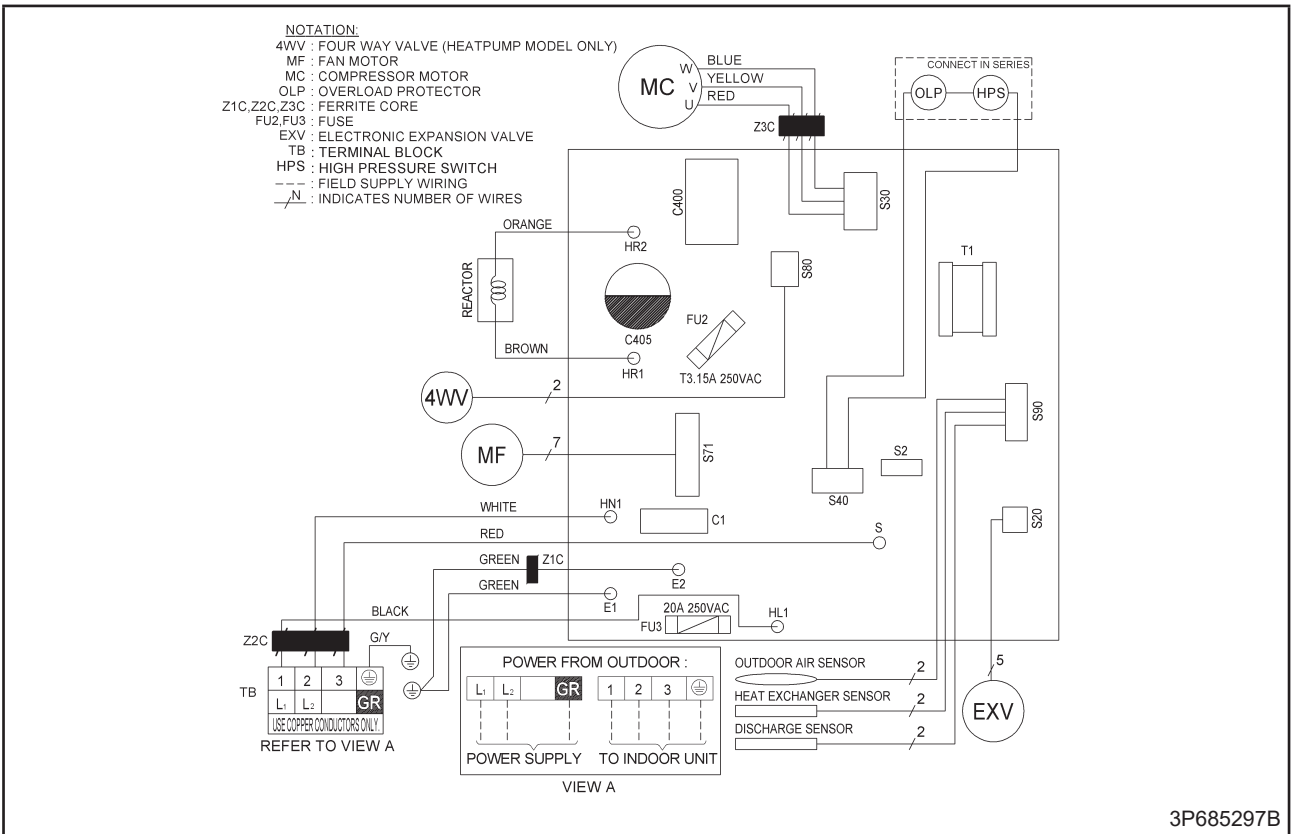 NOTATION:
4WV : FOUR WAY VALVE (HEATPUMP MODEL ONLY)
MF : FAN MOTOR
MC : COMPRESSOR MOTOR
OLP : OVERLOAD PROTECTOR
Z1C,Z2C,Z3C : FERRITE CORE
FU2,FU3 : FUSE
EXV : ELECTRONIC EXPANSION VALVE
TB : TERMINAL BLOCK
HPS : HIGH PRESSURE SWITCH
---- : FIELD SUPPLY WIRING
N : INDICATES NUMBER OF WIRES
MC
W
V
U
BLUE
YELLOW
RED
Z3C
CONNECT IN SERIES
OLP
HPS
C400
S30
ORANGE
HR2
REACTOR
S80
T1
C405
FU2
BROWN
HR1
T3.15A 250VAC
4WV
2
MF
7
S71
S90
S2
S40
S20
WHITE
HN1
C1
RED
S
GREEN
Z1C
E2
GREEN
E1
BLACK
20A 250VAC
FU3
HL1
Z2C
G/Y
TB
1 2 3
L1 L2 GR
USE COPPER CONDUCTORS ONLY.
REFER TO VIEW A
POWER FROM OUTDOOR :
L1 L2 GR
1 2 3
POWER SUPPLY
TO INDOOR UNIT
VIEW A
OUTDOOR AIR SENSOR
2
HEAT EXCHANGER SENSOR
2
DISCHARGE SENSOR
2
5
EXV
3P685297B